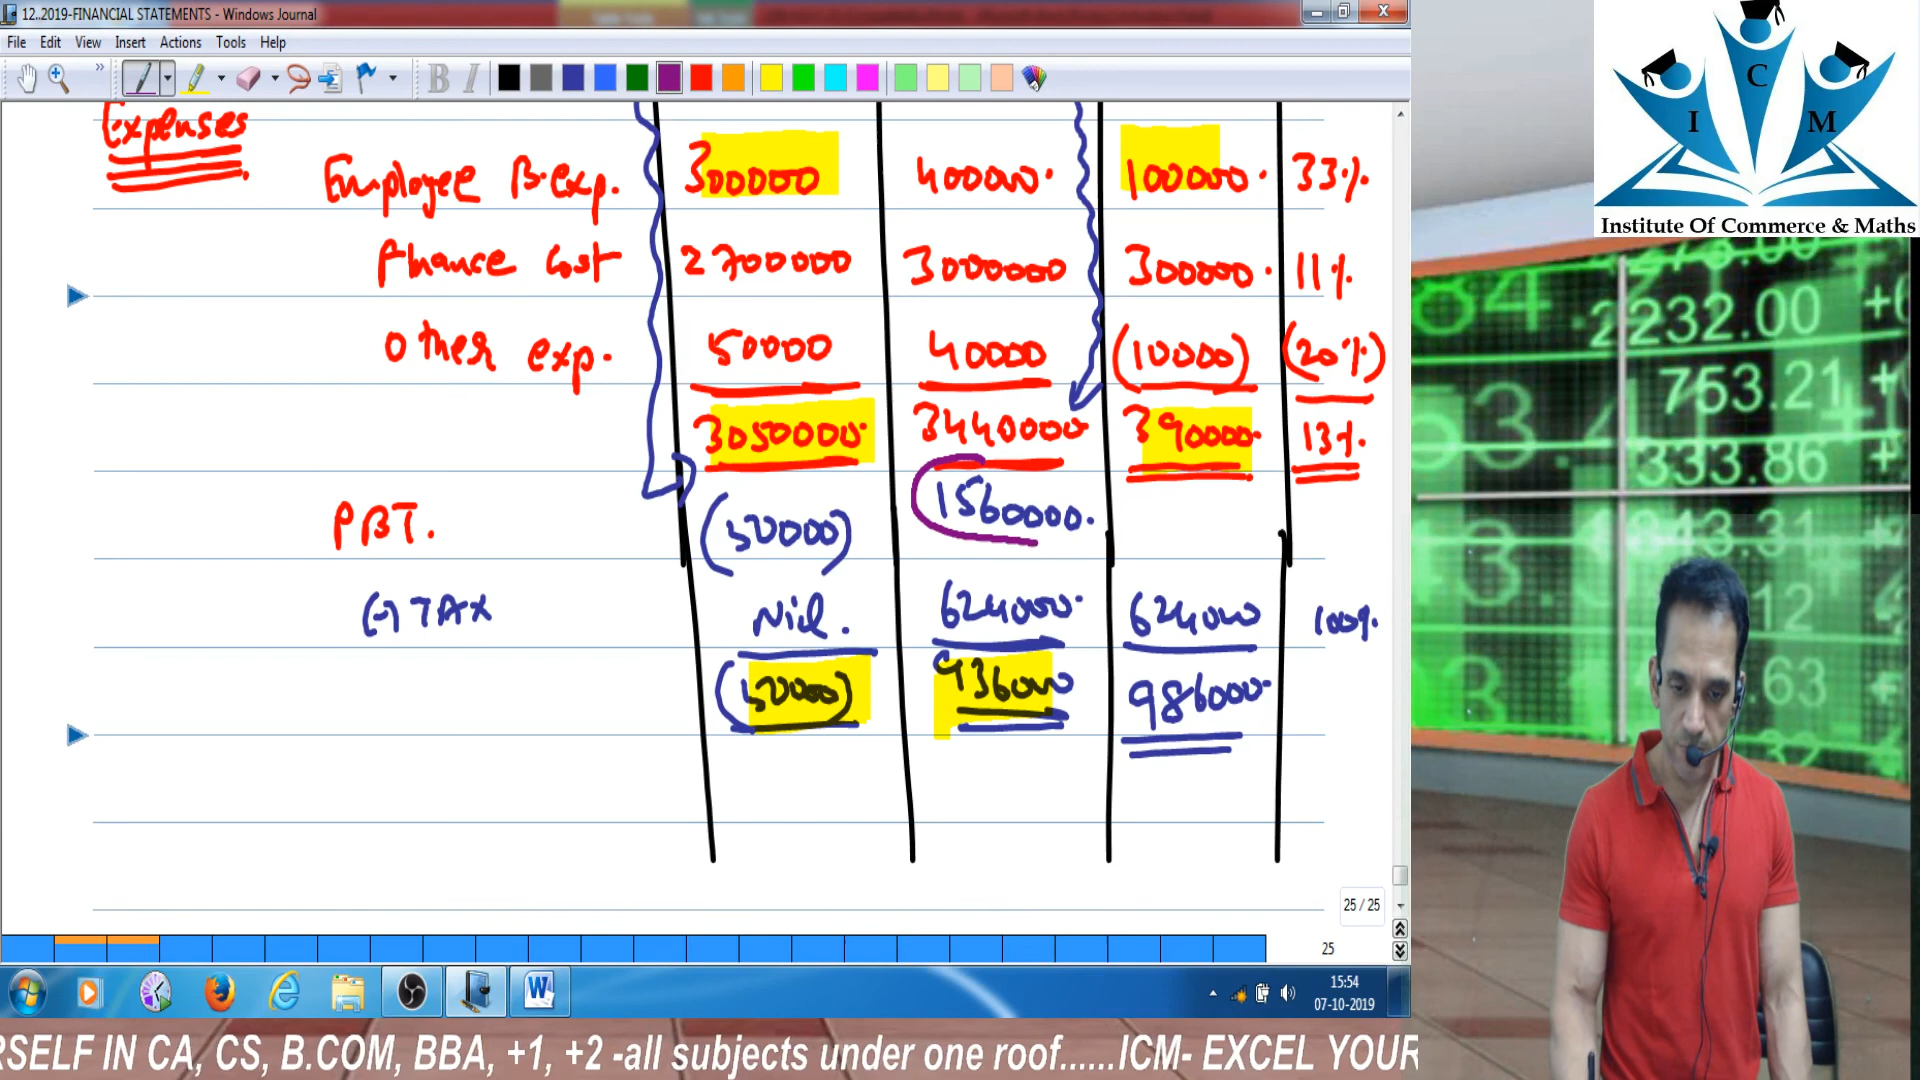 12..2019-FINANCIAL STATEMENTS - Windows Journal
File Edit View Insert Actions Tools Help
B I
I C M
Institute Of Commerce & Maths
Expenses
Employee B.exp. 300000 400000. 100000. 33%
Finance Cost 2700000 3000000 300000. 11%
Other exp. 50000 40000 (10000) (20%)
3050000. 3440000. 390000. 13%.
PBT. (50000) 1560000.
(-) TAX Nil. 624000. 624000 100%.
(50000) 936000 986000.
2232.00
753.21
333.86
12
.63
25 / 25
25
15:54
07-10-2019
RSELF IN CA, CS, B.COM, BBA, +1, +2 -all subjects under one roof......ICM- EXCEL YOUR